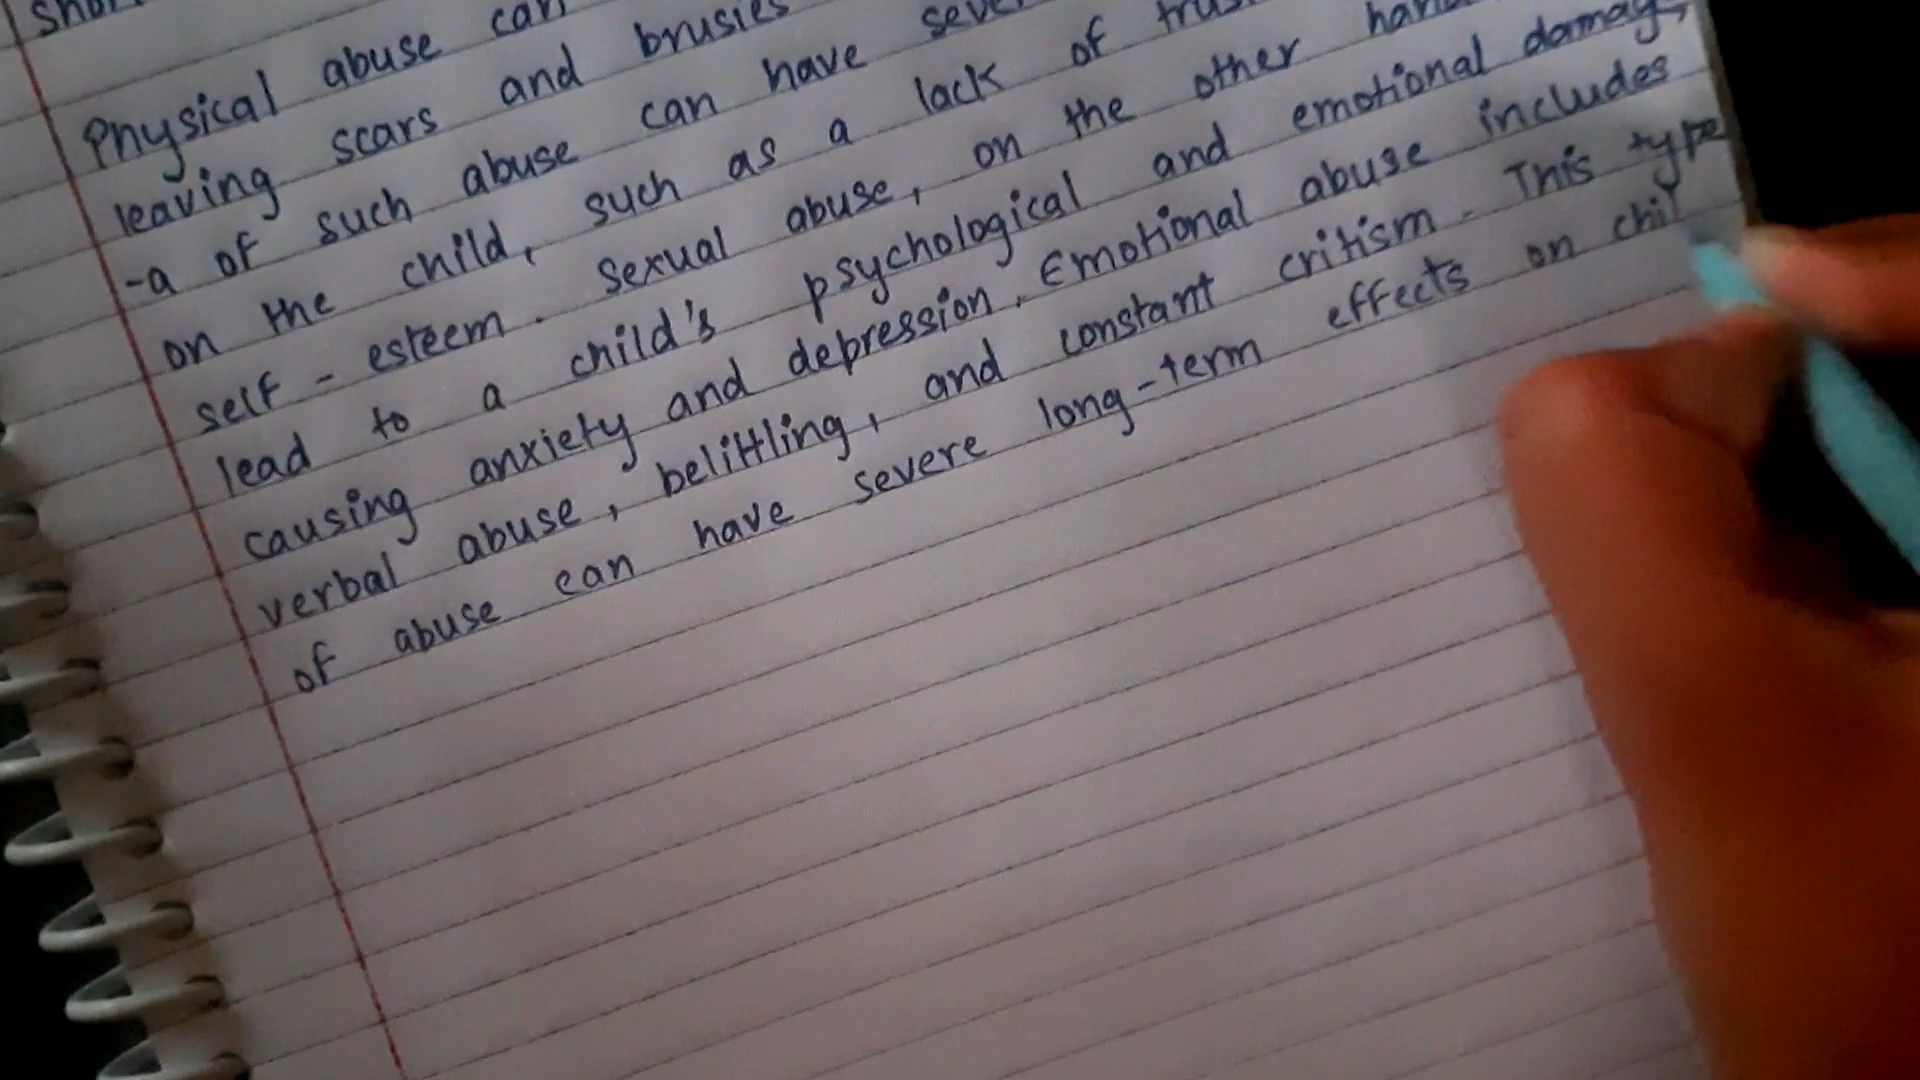 Physical abuse can
leaving scars and brusies
-a of such abuse can have
on the child, such as a lack of
self - esteem. Sexual abuse, on the other
lead to a child's psychological and emotional damag,
causing anxiety and depression. Emotional abuse includes
verbal abuse, belittling, and constant critism. This type
of abuse can have severe long-term effects on chil